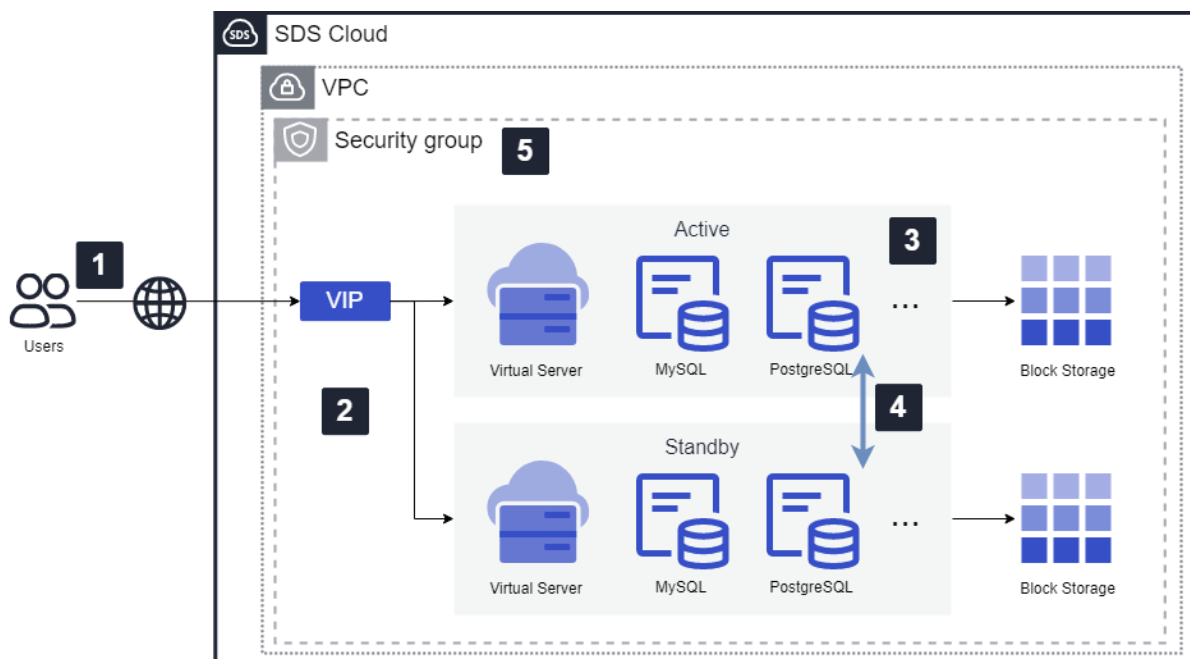 SDS
SDS Cloud
VPC
Security group
5
Active
3
1
VIP
...
Users
Virtual Server
MySQL
PostgreSQL
Block Storage
2
4
Standby
...
Virtual Server
MySQL
PostgreSQL
Block Storage